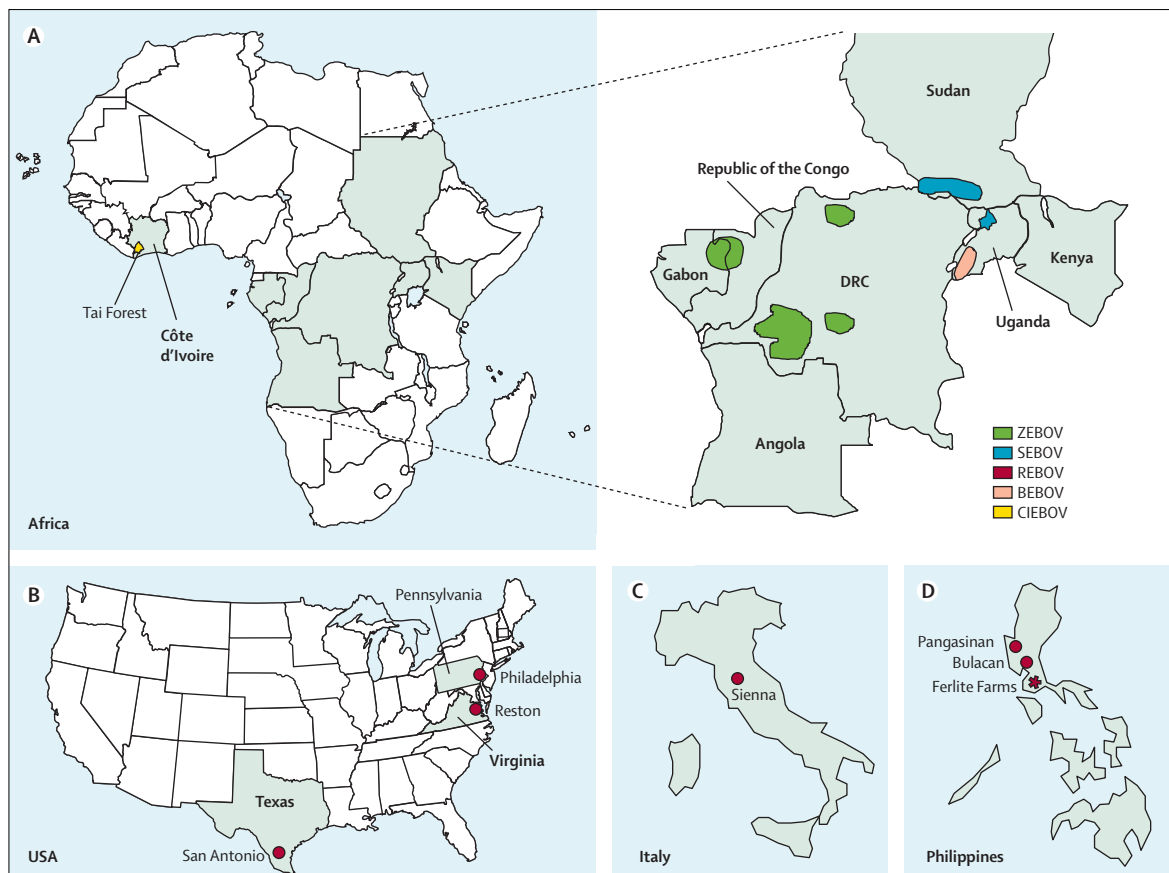 A
Sudan
Republic of the Congo
Gabon
DRC
Kenya
Uganda
Tai Forest
Côte
d'Ivoire
Angola
ZEBOV
SEBOV
REBOV
BEBOV
CIEBOV
Africa
B
Pennsylvania
Philadelphia
Reston
Virginia
Texas
San Antonio
USA
C
Sienna
Italy
D
Pangasinan
Bulacan
Ferlite Farms
Philippines